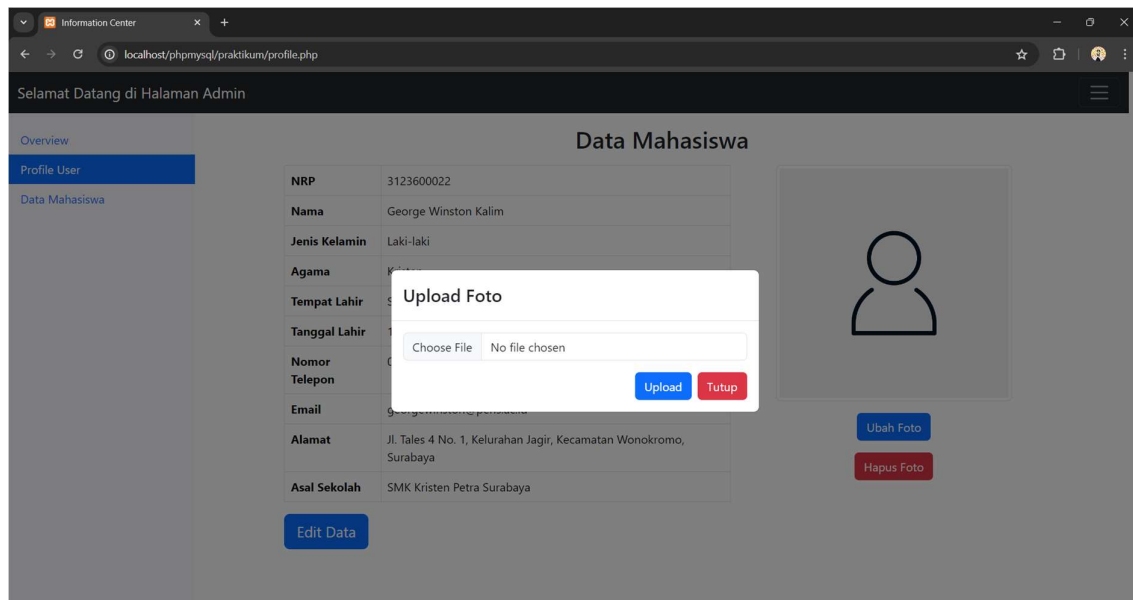 Information Center
localhost/phpmysql/praktikum/profile.php
Selamat Datang di Halaman Admin
Overview
Profile User
Data Mahasiswa
Data Mahasiswa
NRP 3123600022
Nama George Winston Kalim
Jenis Kelamin Laki-laki
Agama
Tempat Lahir
Tanggal Lahir
Nomor
Telepon
Email
Alamat Jl. Tales 4 No. 1, Kelurahan Jagir, Kecamatan Wonokromo,
Surabaya
Asal Sekolah SMK Kristen Petra Surabaya
Edit Data
Upload Foto
Choose File No file chosen
Upload Tutup
Ubah Foto
Hapus Foto